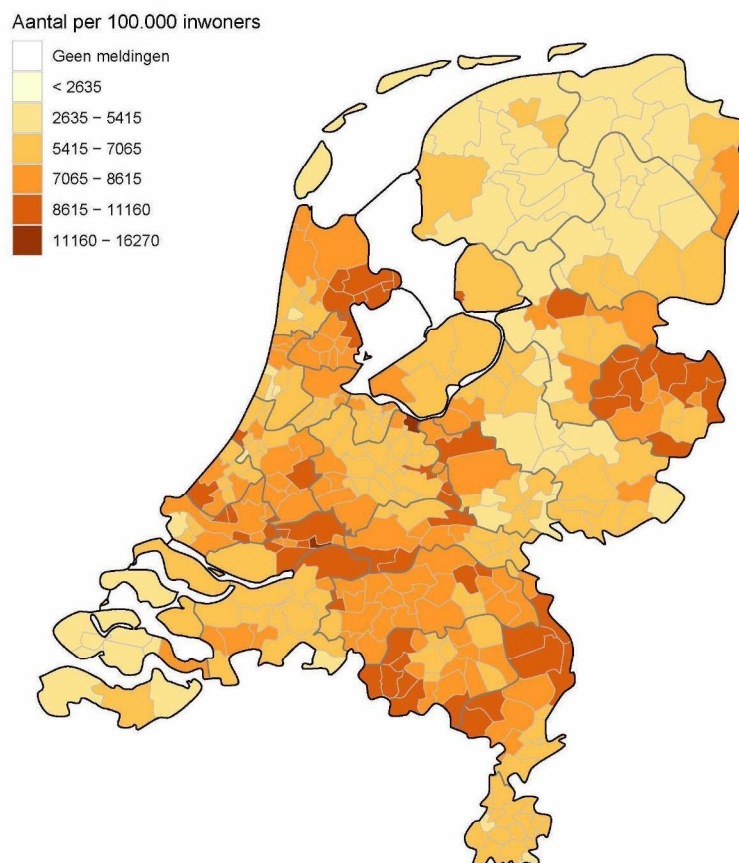 Aantal per 100.000 inwoners
Geen meldingen
< 2635
2635 – 5415
5415 – 7065
7065 – 8615
8615 – 11160
11160 – 16270